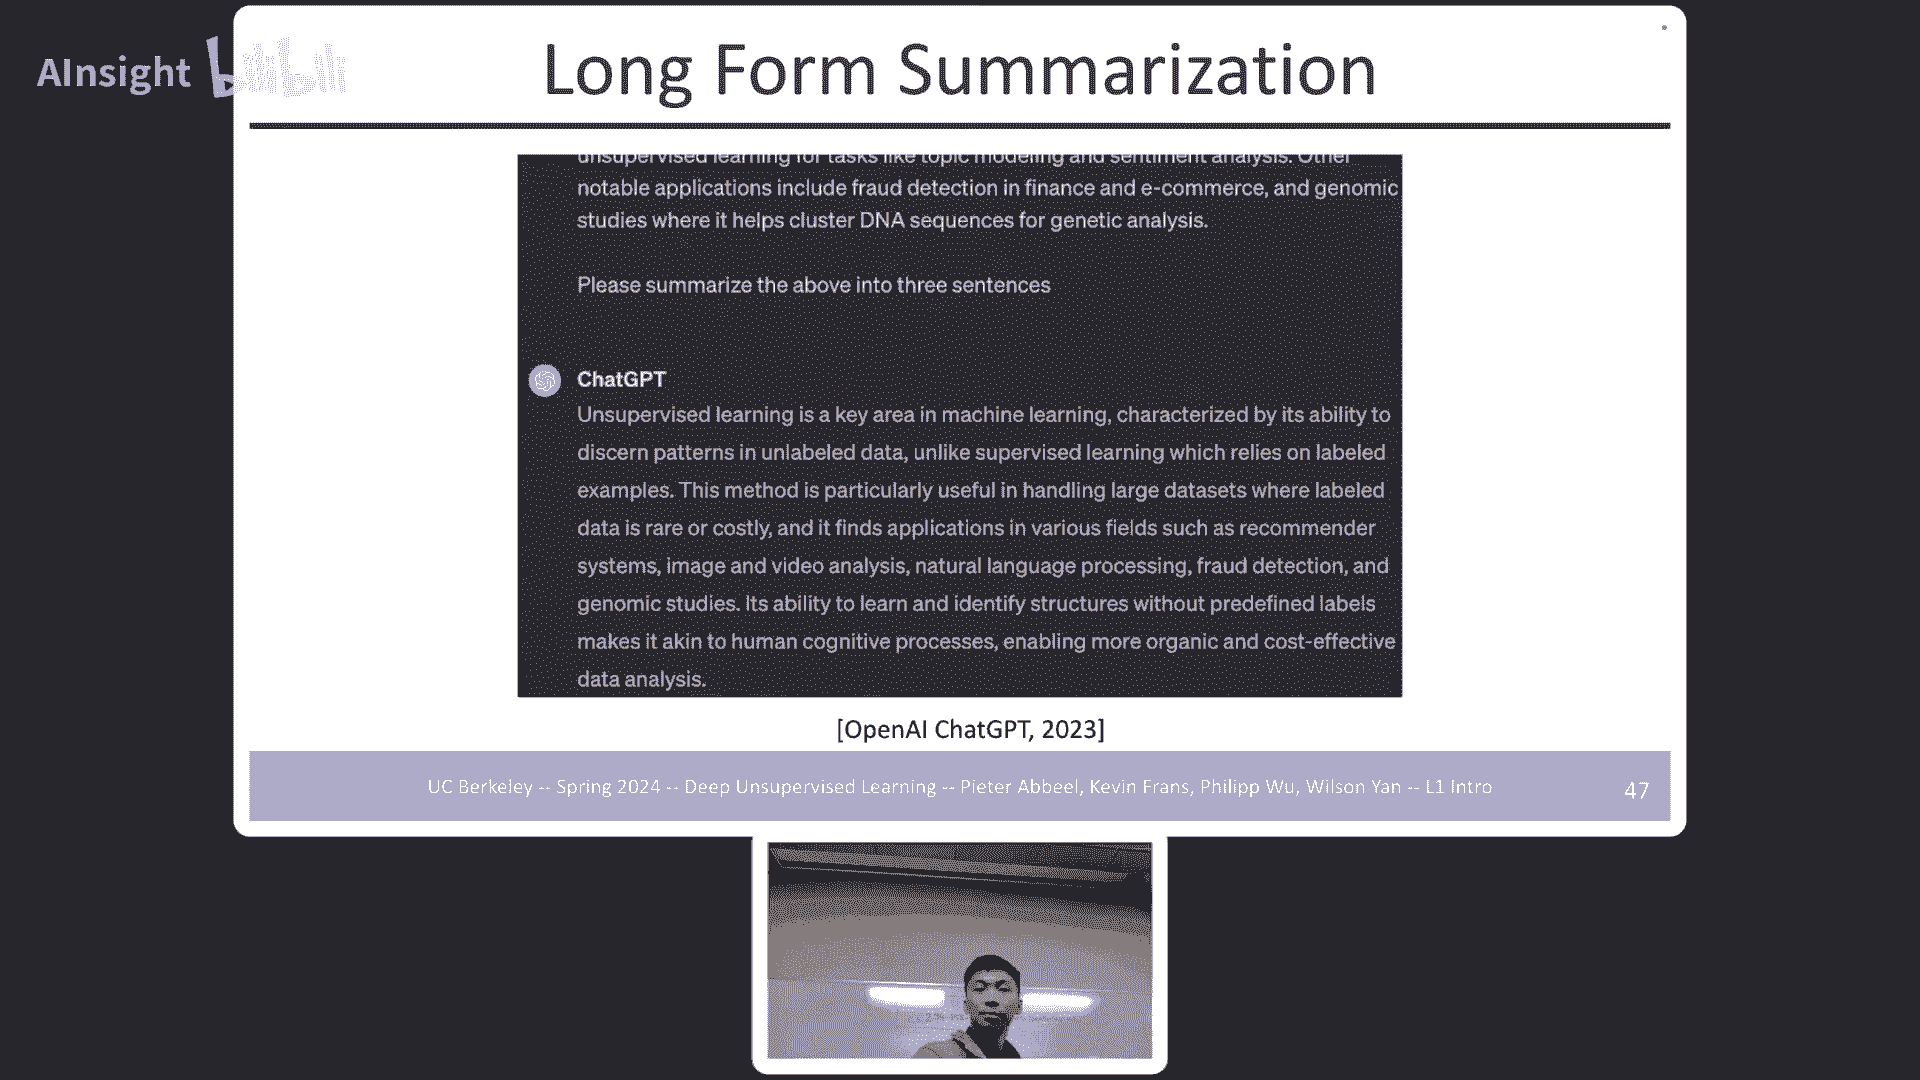 AInsight bilibili
Long Form Summarization
unsupervised learning for tasks like topic modeling and sentiment analysis. Other
notable applications include fraud detection in finance and e-commerce, and genomic
studies where it helps cluster DNA sequences for genetic analysis.
Please summarize the above into three sentences
ChatGPT
Unsupervised learning is a key area in machine learning, characterized by its ability to
discern patterns in unlabeled data, unlike supervised learning which relies on labeled
examples. This method is particularly useful in handling large datasets where labeled
data is rare or costly, and it finds applications in various fields such as recommender
systems, image and video analysis, natural language processing, fraud detection, and
genomic studies. Its ability to learn and identify structures without predefined labels
makes it akin to human cognitive processes, enabling more organic and cost-effective
data analysis.
[OpenAI ChatGPT, 2023]
UC Berkeley -- Spring 2024 -- Deep Unsupervised Learning -- Pieter Abbeel, Kevin Frans, Philipp Wu, Wilson Yan -- L1 Intro
47